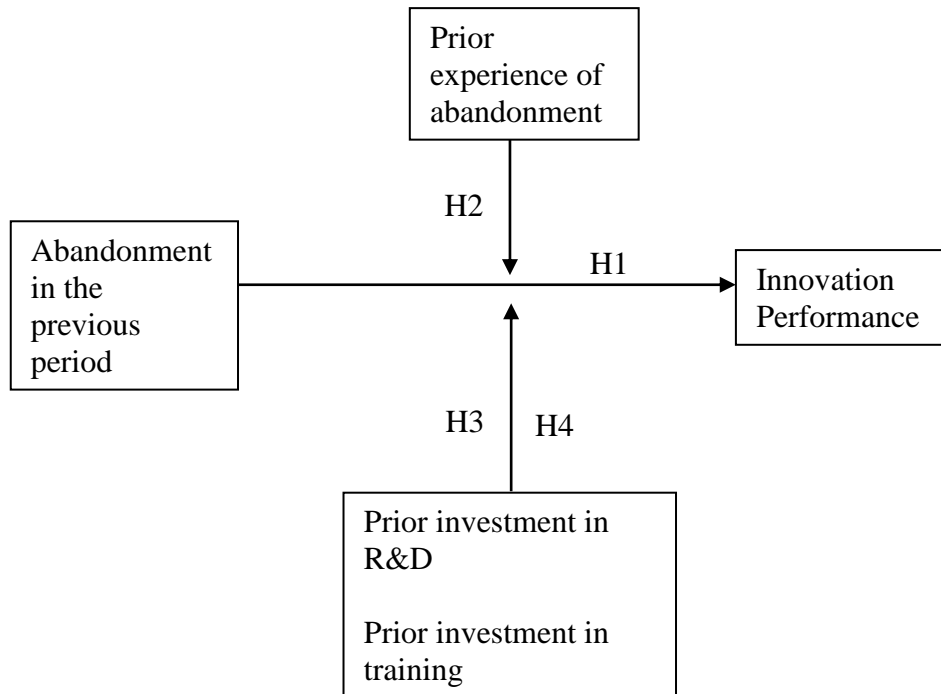 Prior
experience of
abandonment
H2
Abandonment
in the
previous
period
H1
Innovation
Performance
H3
H4
Prior investment in
R&D
Prior investment in
training